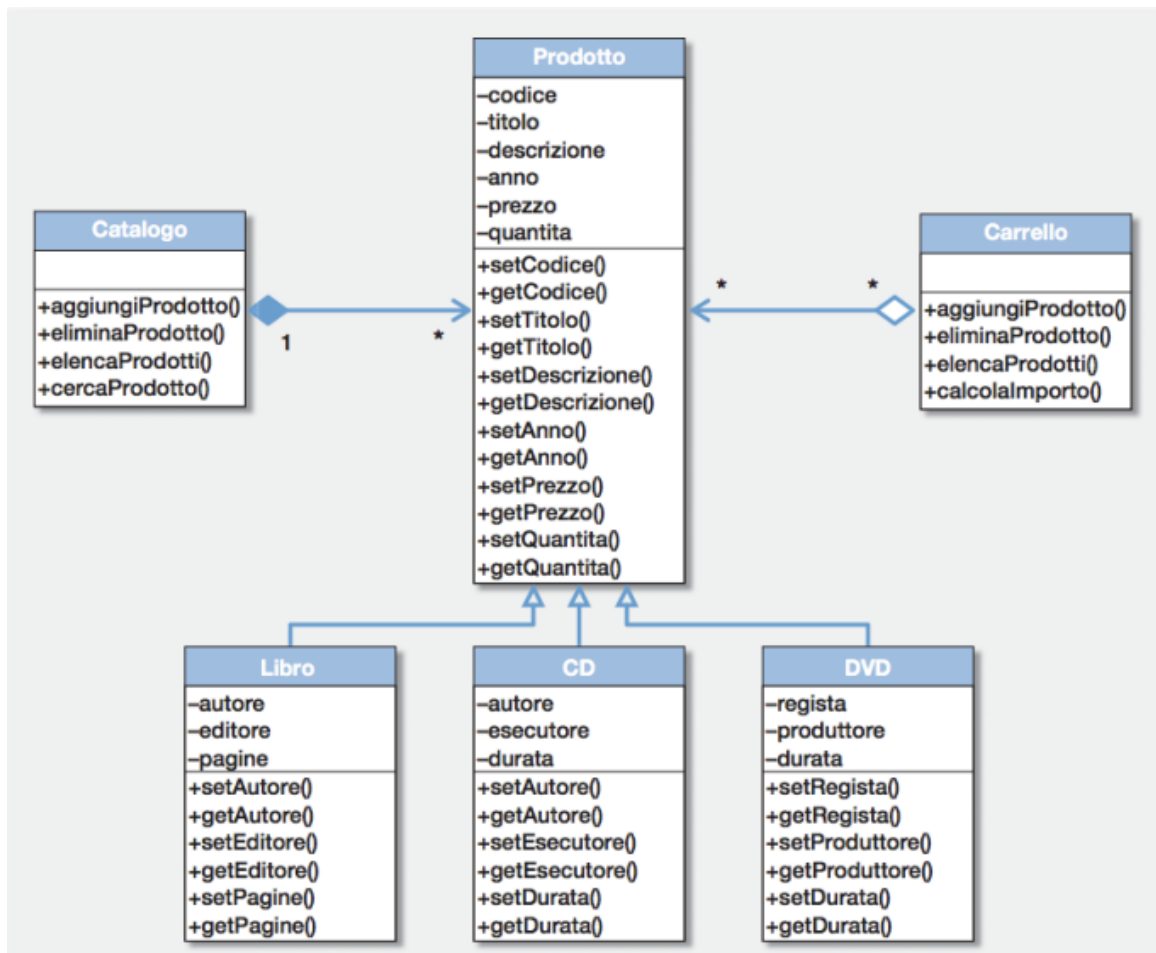 Prodotto
–codice
–titolo
–descrizione
–anno
–prezzo
–quantita
+setCodice()
+getCodice()
+setTitolo()
+getTitolo()
+setDescrizione()
+getDescrizione()
+setAnno()
+getAnno()
+setPrezzo()
+getPrezzo()
+setQuantita()
+getQuantita()
Catalogo
+aggiungiProdotto()
+eliminaProdotto()
+elencaProdotti()
+cercaProdotto()
1
*
*
*
Carrello
+aggiungiProdotto()
+eliminaProdotto()
+elencaProdotti()
+calcolaImporto()
Libro
–autore
–editore
–pagine
+setAutore()
+getAutore()
+setEditore()
+getEditore()
+setPagine()
+getPagine()
CD
–autore
–esecutore
–durata
+setAutore()
+getAutore()
+setEsecutore()
+getEsecutore()
+setDurata()
+getDurata()
DVD
–regista
–produttore
–durata
+setRegista()
+getRegista()
+setProduttore()
+getProduttore()
+setDurata()
+getDurata()